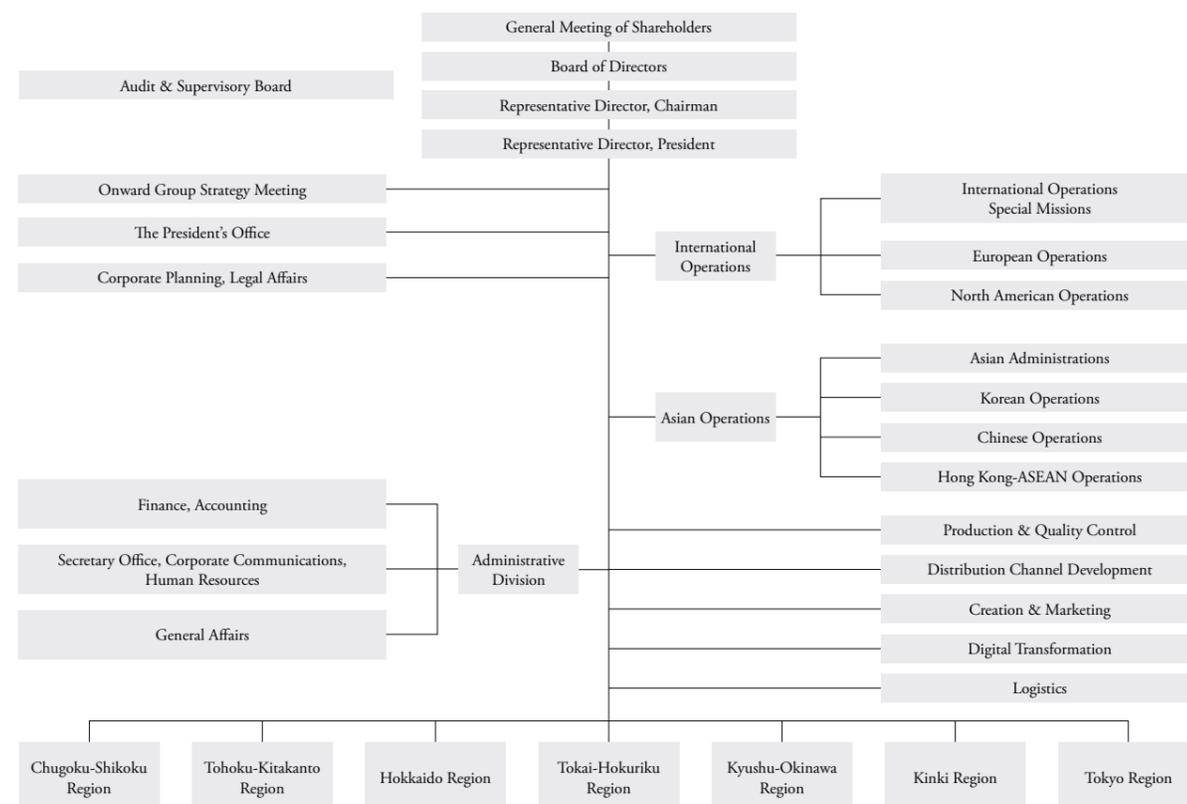 General Meeting of Shareholders
Board of Directors
Audit & Supervisory Board
Representative Director, Chairman
Representative Director, President
Onward Group Strategy Meeting
The President's Office
Corporate Planning, Legal Affairs
International
Operations
International Operations
Special Missions
European Operations
North American Operations
Asian Operations
Asian Administrations
Korean Operations
Chinese Operations
Hong Kong-ASEAN Operations
Finance, Accounting
Secretary Office, Corporate Communications,
Human Resources
General Affairs
Administrative
Division
Production & Quality Control
Distribution Channel Development
Creation & Marketing
Digital Transformation
Logistics
Chugoku-Shikoku
Region
Tohoku-Kitakanto
Region
Hokkaido Region
Tokai-Hokuriku
Region
Kyushu-Okinawa
Region
Kinki Region
Tokyo Region